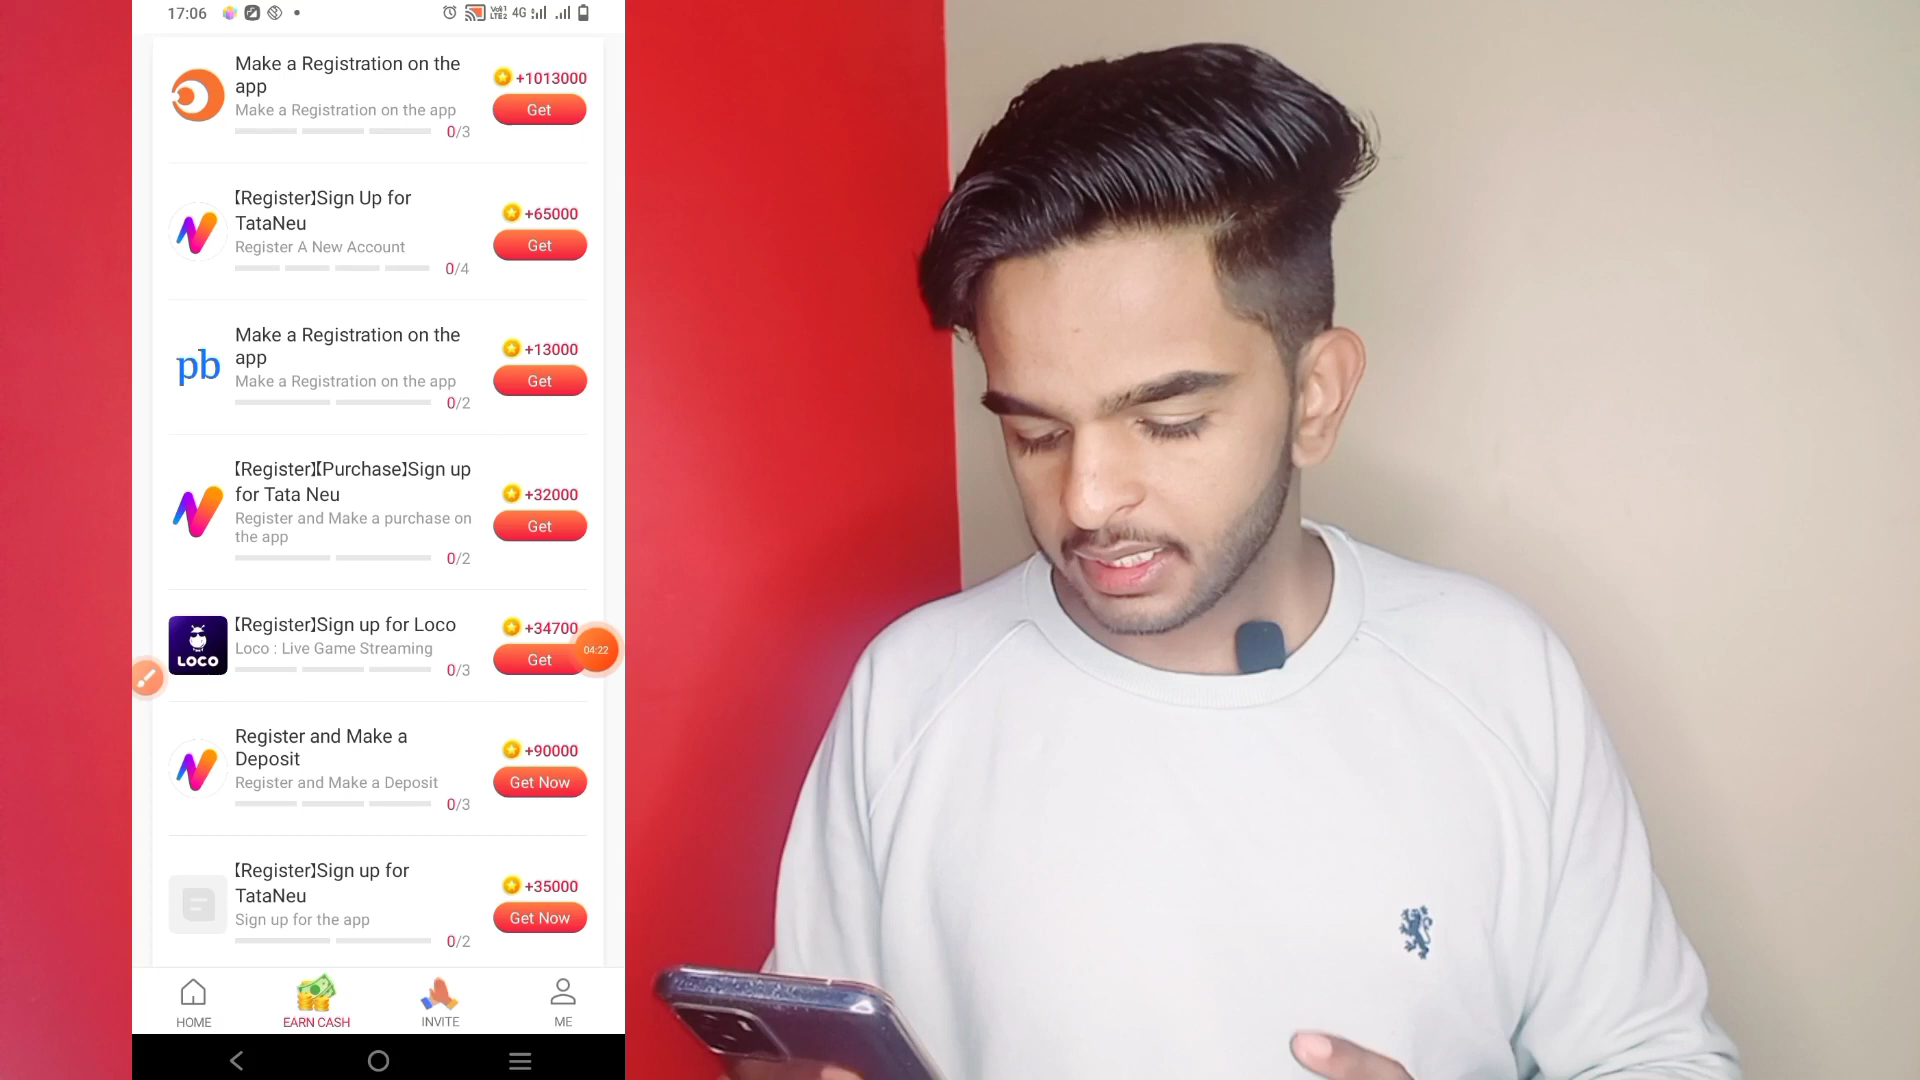 17:06
Vo1
LTE2
4G
Make a Registration on the
app
Make a Registration on the app
0/3
+1013000
Get
【Register】Sign Up for
TataNeu
Register A New Account
0/4
+65000
Get
pb
Make a Registration on the
app
Make a Registration on the app
0/2
+13000
Get
【Register】【Purchase】Sign up
for Tata Neu
Register and Make a purchase on
the app
0/2
+32000
Get
LOCO
【Register】Sign up for Loco
Loco : Live Game Streaming
0/3
+34700
Get
04:22
Register and Make a
Deposit
Register and Make a Deposit
0/3
+90000
Get Now
【Register】Sign up for
TataNeu
Sign up for the app
0/2
+35000
Get Now
HOME
EARN CASH
INVITE
ME